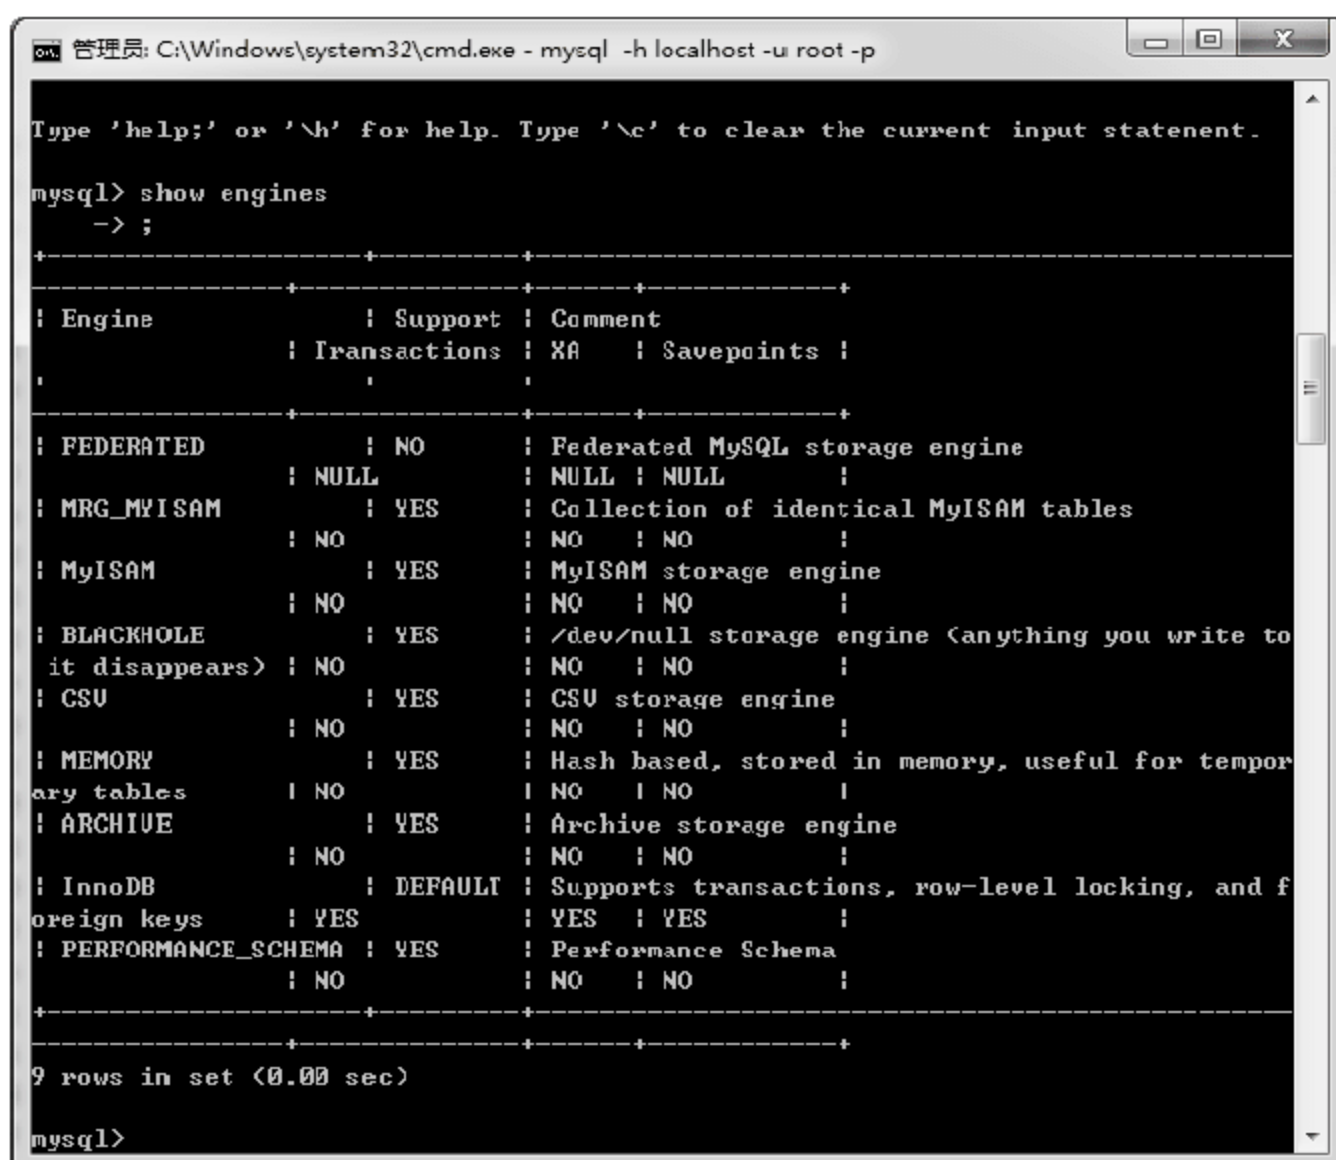 管理员: C:\Windows\system32\cmd.exe - mysql -h localhost -u root -p
Type 'help;' or '\h' for help. Type '\c' to clear the current input statement.
mysql> show engines
    -> ;
+--------------------+---------+------------------------------------------------
----------------+--------------+------+------------+
| Engine             | Support | Comment
                | Transactions | XA   | Savepoints |
----------------+--------------+------+------------+
| FEDERATED          | NO      | Federated MySQL storage engine
                | NULL         | NULL | NULL       |
| MRG_MYISAM         | YES     | Collection of identical MyISAM tables
                | NO           | NO   | NO         |
| MyISAM             | YES     | MyISAM storage engine
                | NO           | NO   | NO         |
| BLACKHOLE          | YES     | /dev/null storage engine (anything you write to
 it disappears) | NO           | NO   | NO         |
| CSV                | YES     | CSV storage engine
                | NO           | NO   | NO         |
| MEMORY             | YES     | Hash based, stored in memory, useful for tempor
ary tables      | NO           | NO   | NO         |
| ARCHIVE            | YES     | Archive storage engine
                | NO           | NO   | NO         |
| InnoDB             | DEFAULT | Supports transactions, row-level locking, and f
oreign keys     | YES          | YES  | YES        |
| PERFORMANCE_SCHEMA | YES     | Performance Schema
                | NO           | NO   | NO         |
+--------------------+---------+------------------------------------------------
----------------+--------------+------+------------+
9 rows in set (0.00 sec)
mysql>